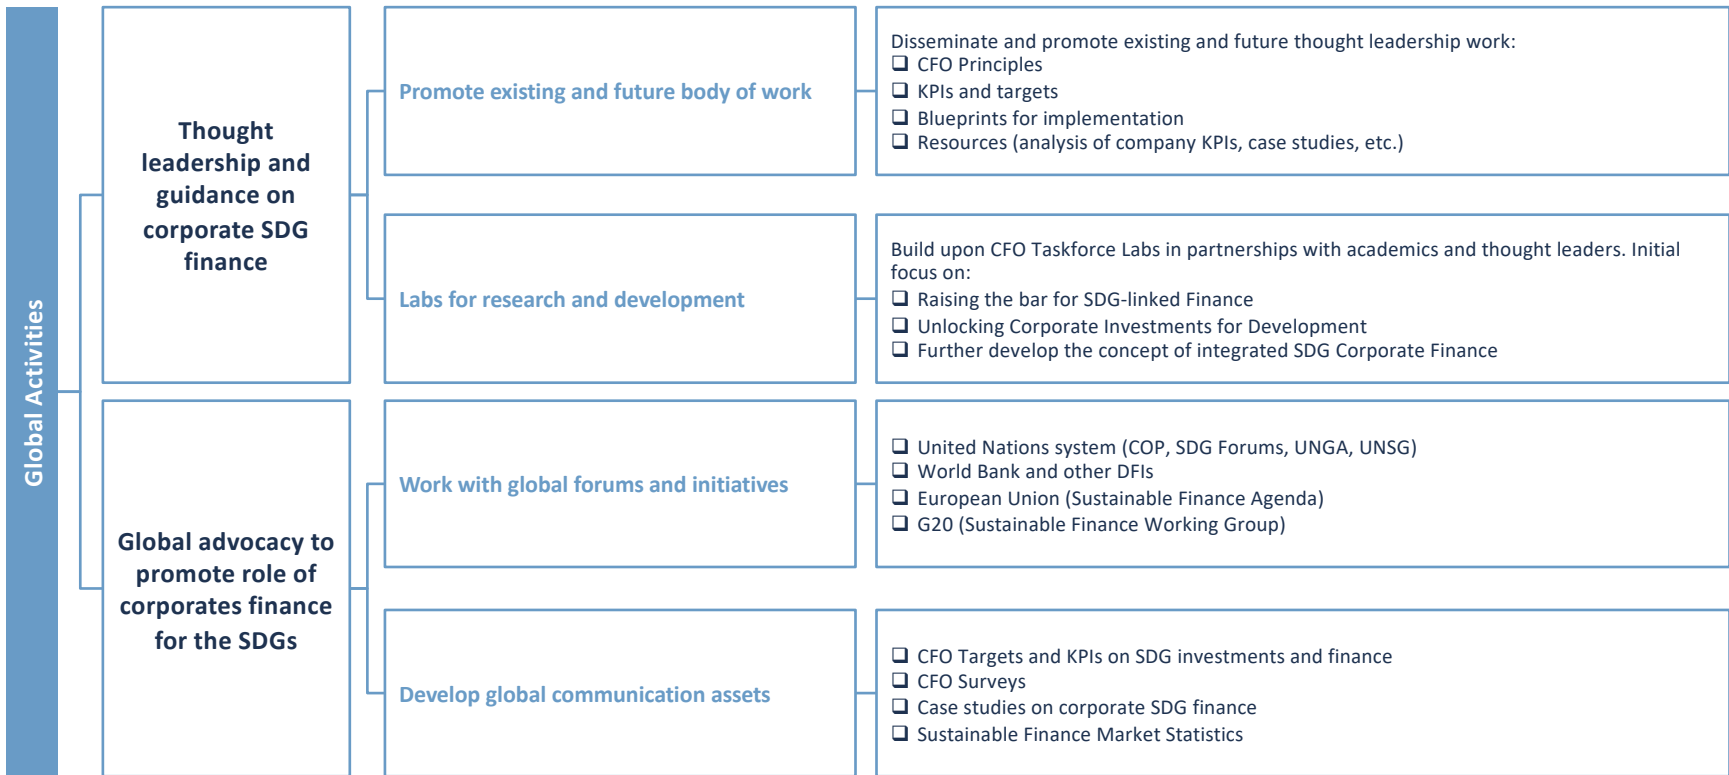 Global Activities
Thought
leadership and
guidance on
corporate SDG
finance
Promote existing and future body of work
Disseminate and promote existing and future thought leadership work:
❑ CFO Principles
❑ KPIs and targets
❑ Blueprints for implementation
❑ Resources (analysis of company KPIs, case studies, etc.)
Labs for research and development
Build upon CFO Taskforce Labs in partnerships with academics and thought leaders. Initial
focus on:
❑ Raising the bar for SDG-linked Finance
❑ Unlocking Corporate Investments for Development
❑ Further develop the concept of integrated SDG Corporate Finance
Global advocacy to
promote role of
corporates finance
for the SDGs
Work with global forums and initiatives
❑ United Nations system (COP, SDG Forums, UNGA, UNSG)
❑ World Bank and other DFIs
❑ European Union (Sustainable Finance Agenda)
❑ G20 (Sustainable Finance Working Group)
Develop global communication assets
❑ CFO Targets and KPIs on SDG investments and finance
❑ CFO Surveys
❑ Case studies on corporate SDG finance
❑ Sustainable Finance Market Statistics